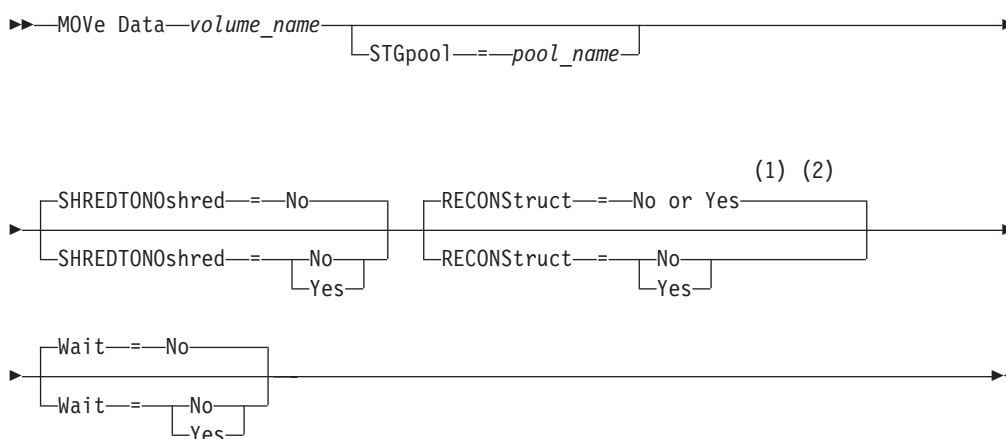 MOVe Data volume_name
STGpool = pool_name
(1) (2)
SHREDTONOshred = No RECONStruct = No or Yes
SHREDTONOshred = No RECONStruct = No
Yes Yes
Wait = No
Wait = No
Yes